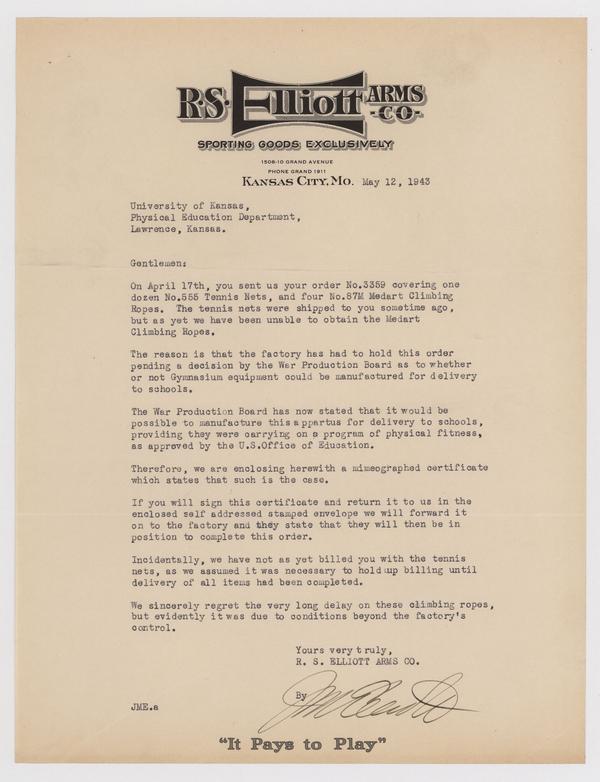 R.S. Elliott ARMS CO.
SPORTING GOODS EXCLUSIVELY
1508-10 GRAND AVENUE
PHONE GRAND 1911
KANSAS CITY, MO. May 12, 1943
University of Kansas,
Physical Education Department,
Lawrence, Kansas.
Gentlemen:
On April 17th, you sent us your order No.3359 covering one
dozen No.555 Tennis Nets, and four No.87M Medart Climbing
Ropes. The tennis nets were shipped to you sometime ago,
but as yet we have been unable to obtain the Medart
Climbing Ropes.
The reason is that the factory has had to hold this order
pending a decision by the War Production Board as to whether
or not Gymnasium equipment could be manufactured for delivery
to schools.
The War Production Board has now stated that it would be
possible to manufacture this appartus for delivery to schools,
providing they were carrying on a program of physical fitness,
as approved by the U.S.Office of Education.
Therefore, we are enclosing herewith a mimeographed certificate
which states that such is the case.
If you will sign this certificate and return it to us in the
enclosed self addressed stamped envelope we will forward it
on to the factory and they state that they will then be in
position to complete this order.
Incidentally, we have not as yet billed you with the tennis
nets, as we assumed it was necessary to hold up billing until
delivery of all items had been completed.
We sincerely regret the very long delay on these climbing ropes,
but evidently it was due to conditions beyond the factory's
control.
Yours very truly,
R. S. ELLIOTT ARMS CO.
By JM Elliott
JME.a
"It Pays to Play"